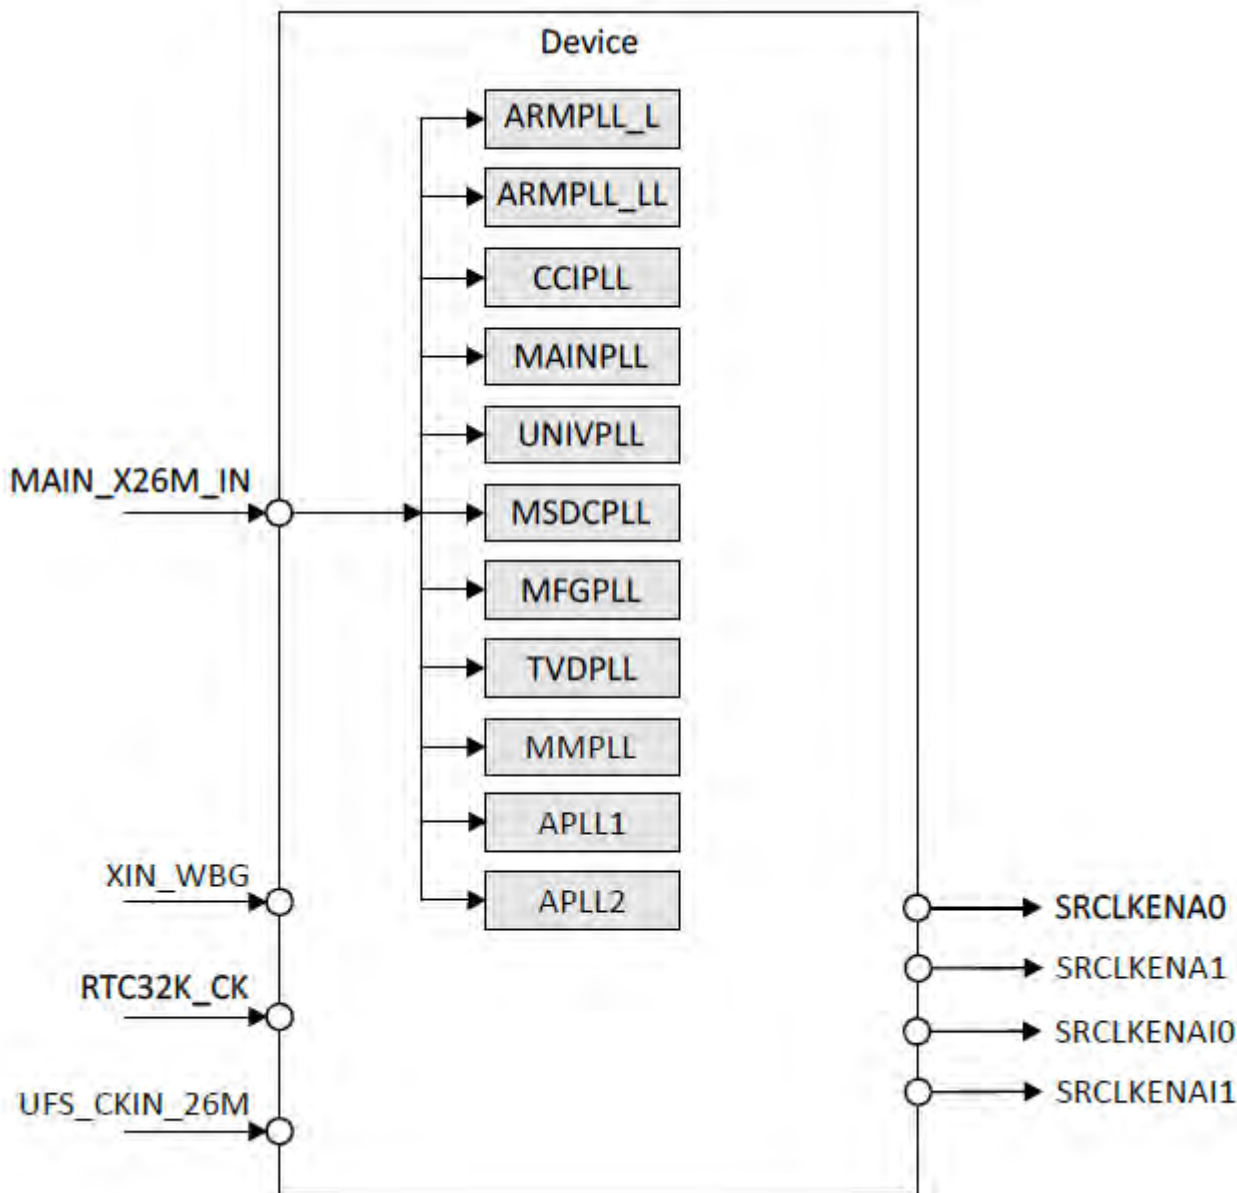 Device
ARMPLL_L
ARMPLL_LL
CCIPLL
MAINPLL
UNIVPLL
MAIN_X26M_IN
MSDCPLL
MFGPLL
TVDPLL
MMPLL
APLL1
XIN_WBG
APLL2
SRCLKENA0
SRCLKENA1
RTC32K_CK
SRCLKENAI0
SRCLKENAI1
UFS_CKIN_26M